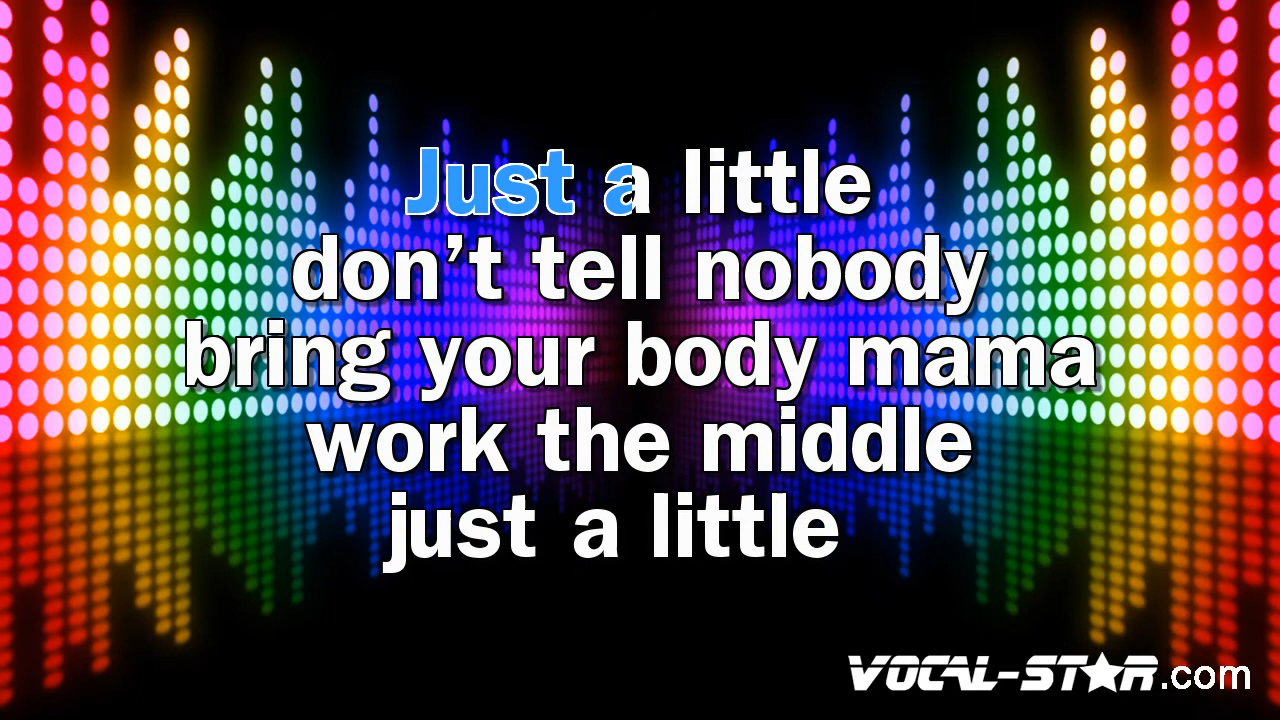 Just a little
don’t tell nobody
bring your body mama
work the middle
just a little
VOCAL-STAR.com